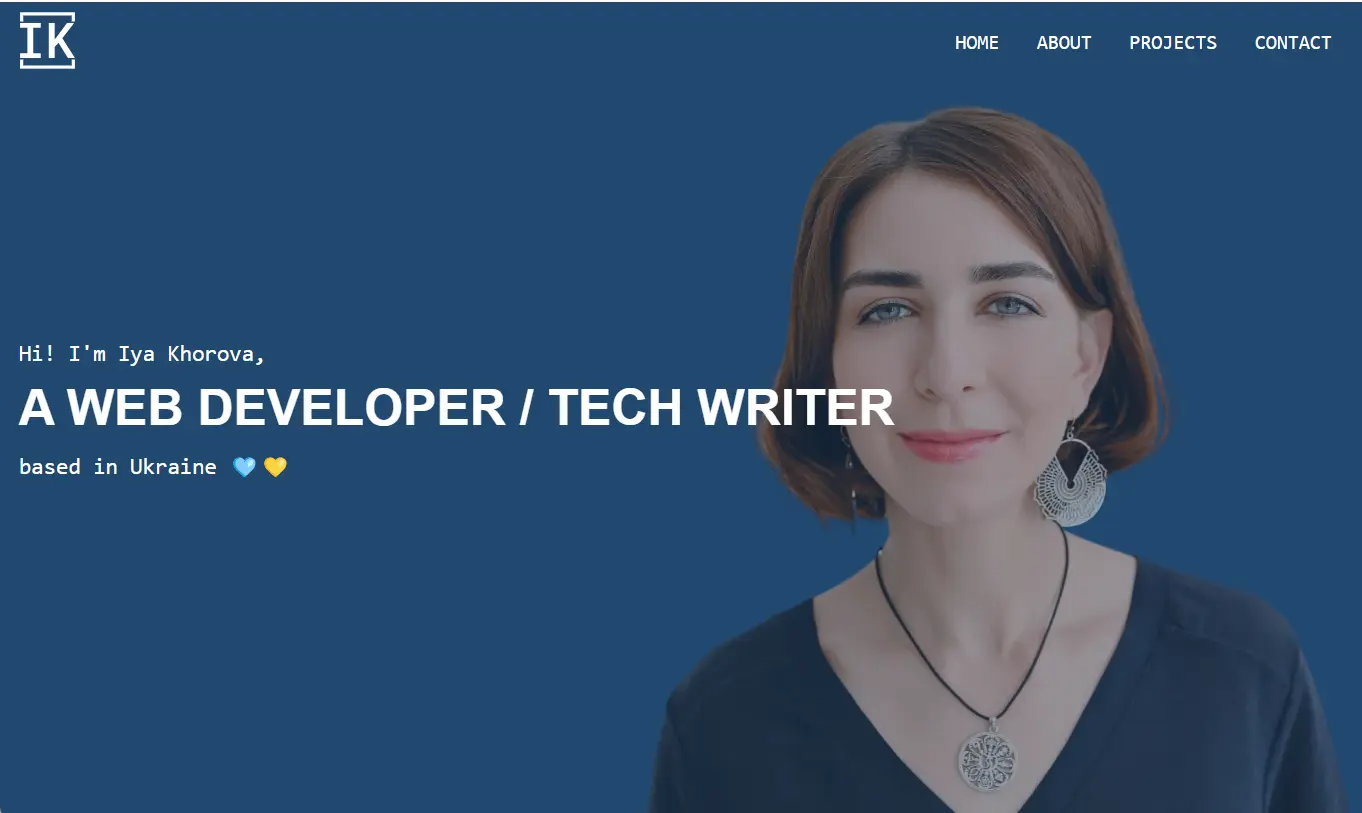 IK
HOME ABOUT PROJECTS CONTACT
Hi! I'm Iya Khorova,
A WEB DEVELOPER / TECH WRITER
based in Ukraine 🩵💛